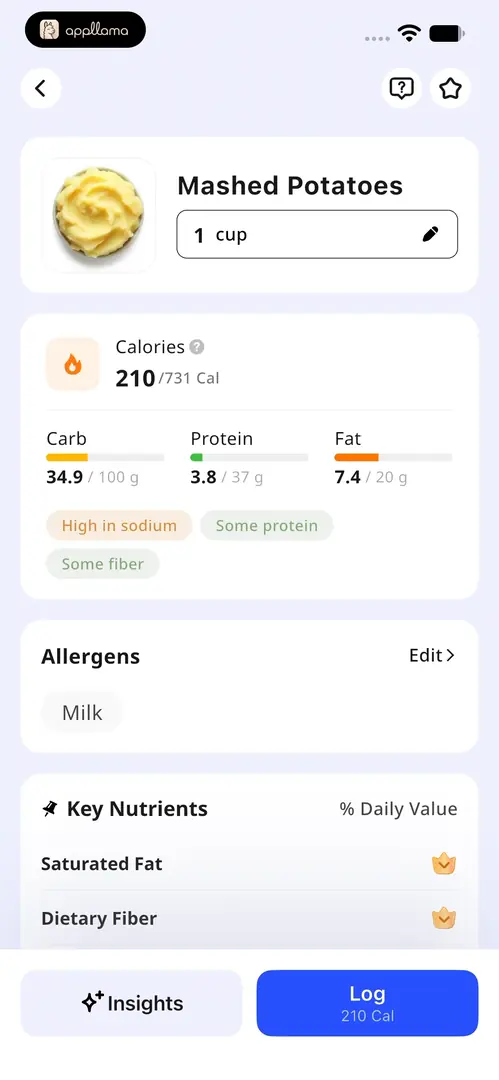 appllama
Mashed Potatoes
1 cup
Calories ?
210 /731 Cal
Carb Protein Fat
34.9 / 100 g 3.8 / 37 g 7.4 / 20 g
High in sodium Some protein
Some fiber
Allergens Edit
Milk
Key Nutrients % Daily Value
Saturated Fat
Dietary Fiber
Insights
Log
210 Cal